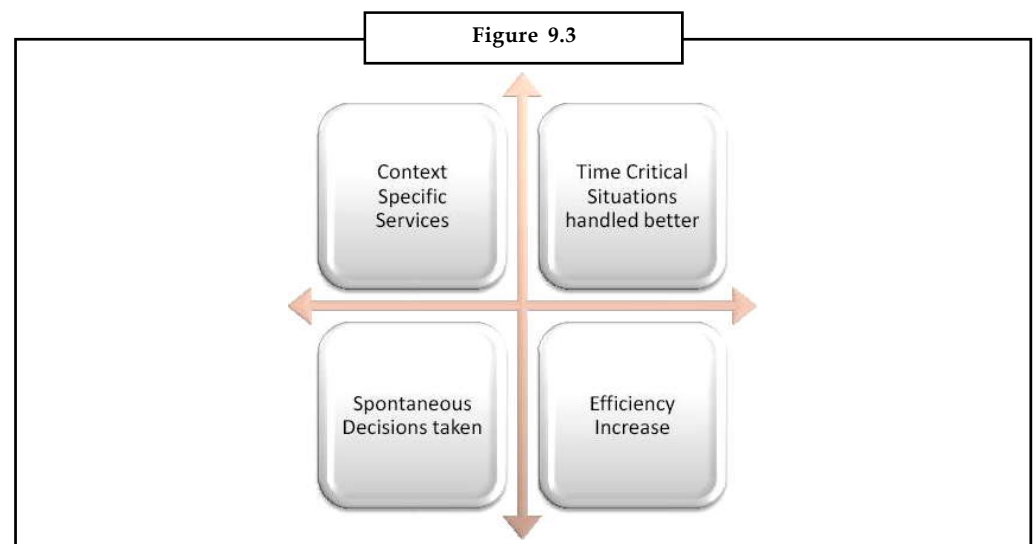 Figure 9.3
Context
Specific
Services
Time Critical
Situations
handled better
Spontaneous
Decisions taken
Efficiency
Increase